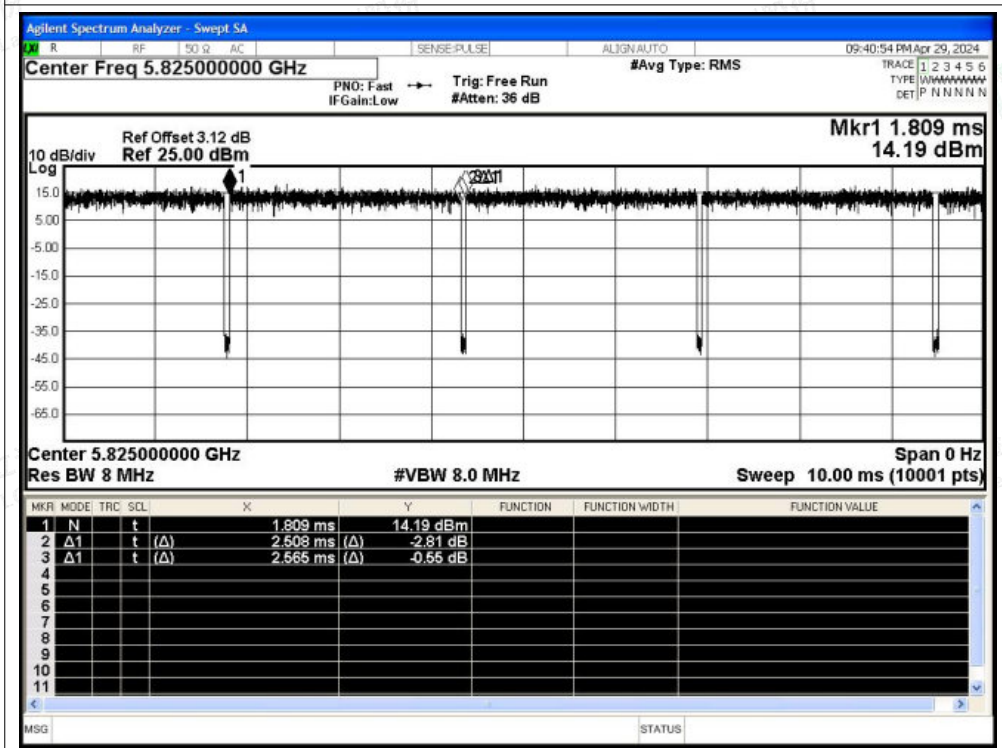 Agilent Spectrum Analyzer - Swept SA
LXI R RF 50 Ω AC SENSE:PULSE ALIGN AUTO 09:40:54 PM Apr 29, 2024
Center Freq 5.825000000 GHz #Avg Type: RMS TRACE 1 2 3 4 5 6
PNO: Fast Trig: Free Run TYPE WWWWWW
IFGain:Low #Atten: 36 dB DET P N N N N N
Mkr1 1.809 ms
Ref Offset 3.12 dB
10 dB/div Ref 25.00 dBm 14.19 dBm
Log
1
15.0
5.00
-5.00
-15.0
-25.0
-35.0
-45.0
-55.0
-65.0
Center 5.825000000 GHz Span 0 Hz
Res BW 8 MHz #VBW 8.0 MHz Sweep 10.00 ms (10001 pts)
MKR MODE TRC SCL X Y FUNCTION FUNCTION WIDTH FUNCTION VALUE
1 N t 1.809 ms 14.19 dBm
2 Δ1 t (Δ) 2.508 ms (Δ) -2.81 dB
3 Δ1 t (Δ) 2.565 ms (Δ) -0.55 dB
4
5
6
7
8
9
10
11
MSG STATUS